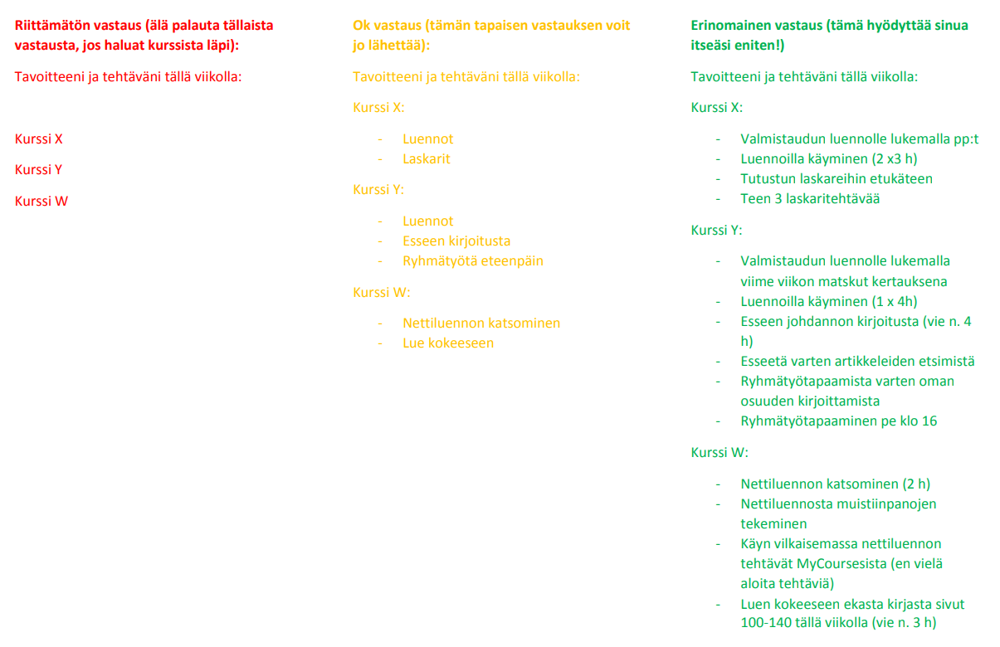 Riittämätön vastaus (älä palauta tällaista
vastausta, jos haluat kurssista läpi):
Tavoitteeni ja tehtäväni tällä viikolla:
Kurssi X
Kurssi Y
Kurssi W
Ok vastaus (tämän tapaisen vastauksen voit
jo lähettää):
Tavoitteeni ja tehtäväni tällä viikolla:
Kurssi X:
- Luennot
- Laskarit
Kurssi Y:
- Luennot
- Esseen kirjoitusta
- Ryhmätyötä eteenpäin
Kurssi W:
- Nettiluennon katsominen
- Lue kokeeseen
Erinomainen vastaus (tämä hyödyttää sinua
itseäsi eniten!)
Tavoitteeni ja tehtäväni tällä viikolla:
Kurssi X:
- Valmistaudun luennolle lukemalla pp:t
- Luennoilla käyminen (2 x3 h)
- Tutustun laskareihin etukäteen
- Teen 3 laskaritehtävää
Kurssi Y:
- Valmistaudun luennolle lukemalla
viime viikon matskut kertauksena
- Luennoilla käyminen (1 x 4h)
- Esseen johdannon kirjoitusta (vie n. 4
h)
- Esseetä varten artikkeleiden etsimistä
- Ryhmätyötapaamista varten oman
osuuden kirjoittamista
- Ryhmätyötapaaminen pe klo 16
Kurssi W:
- Nettiluennon katsominen (2 h)
- Nettiluennosta muistiinpanojen
tekeminen
- Käyn vilkaisemassa nettiluennon
tehtävät MyCoursesista (en vielä
aloita tehtäviä)
- Luen kokeeseen ekasta kirjasta sivut
100-140 tällä viikolla (vie n. 3 h)